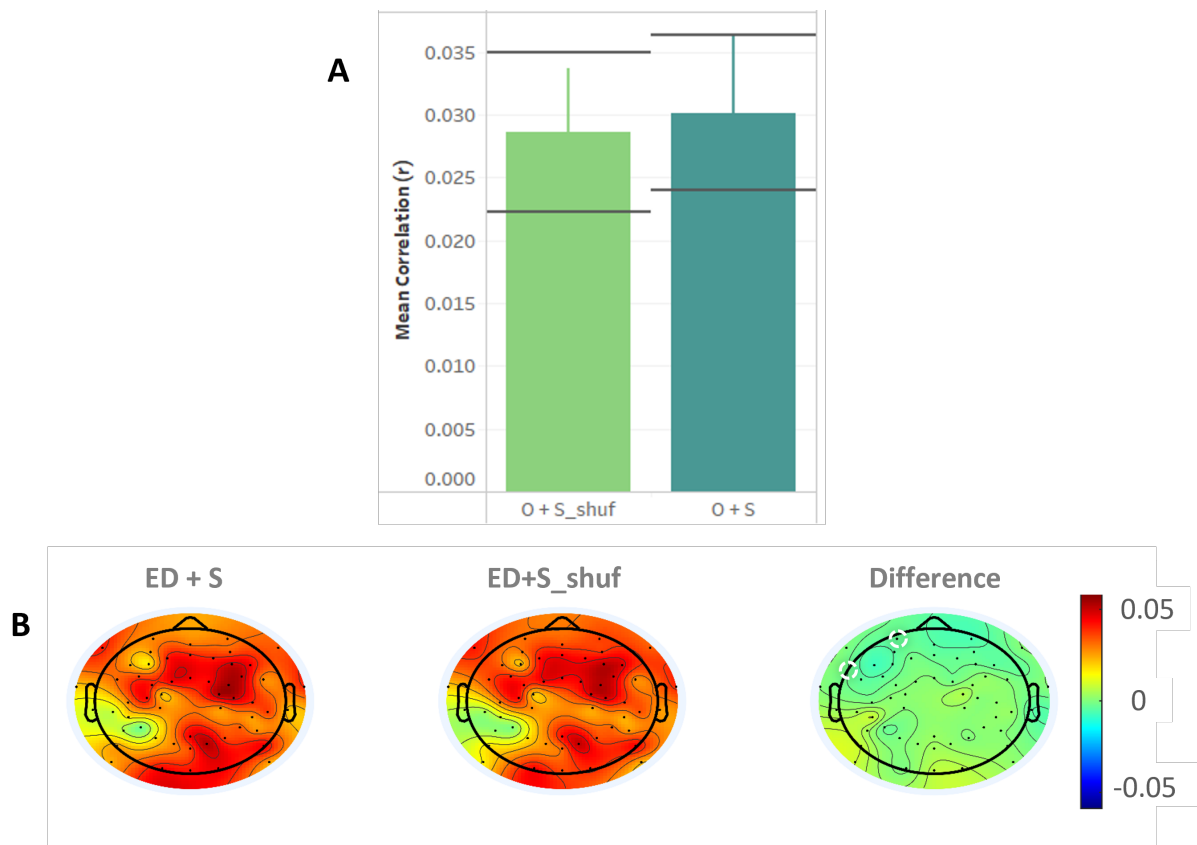 A
Mean Correlation (r)
0.035
0.030
0.025
0.020
0.015
0.010
0.005
0.000
O + S_shuf
O + S
B
ED + S
ED+S_shuf
Difference
0.05
0
-0.05